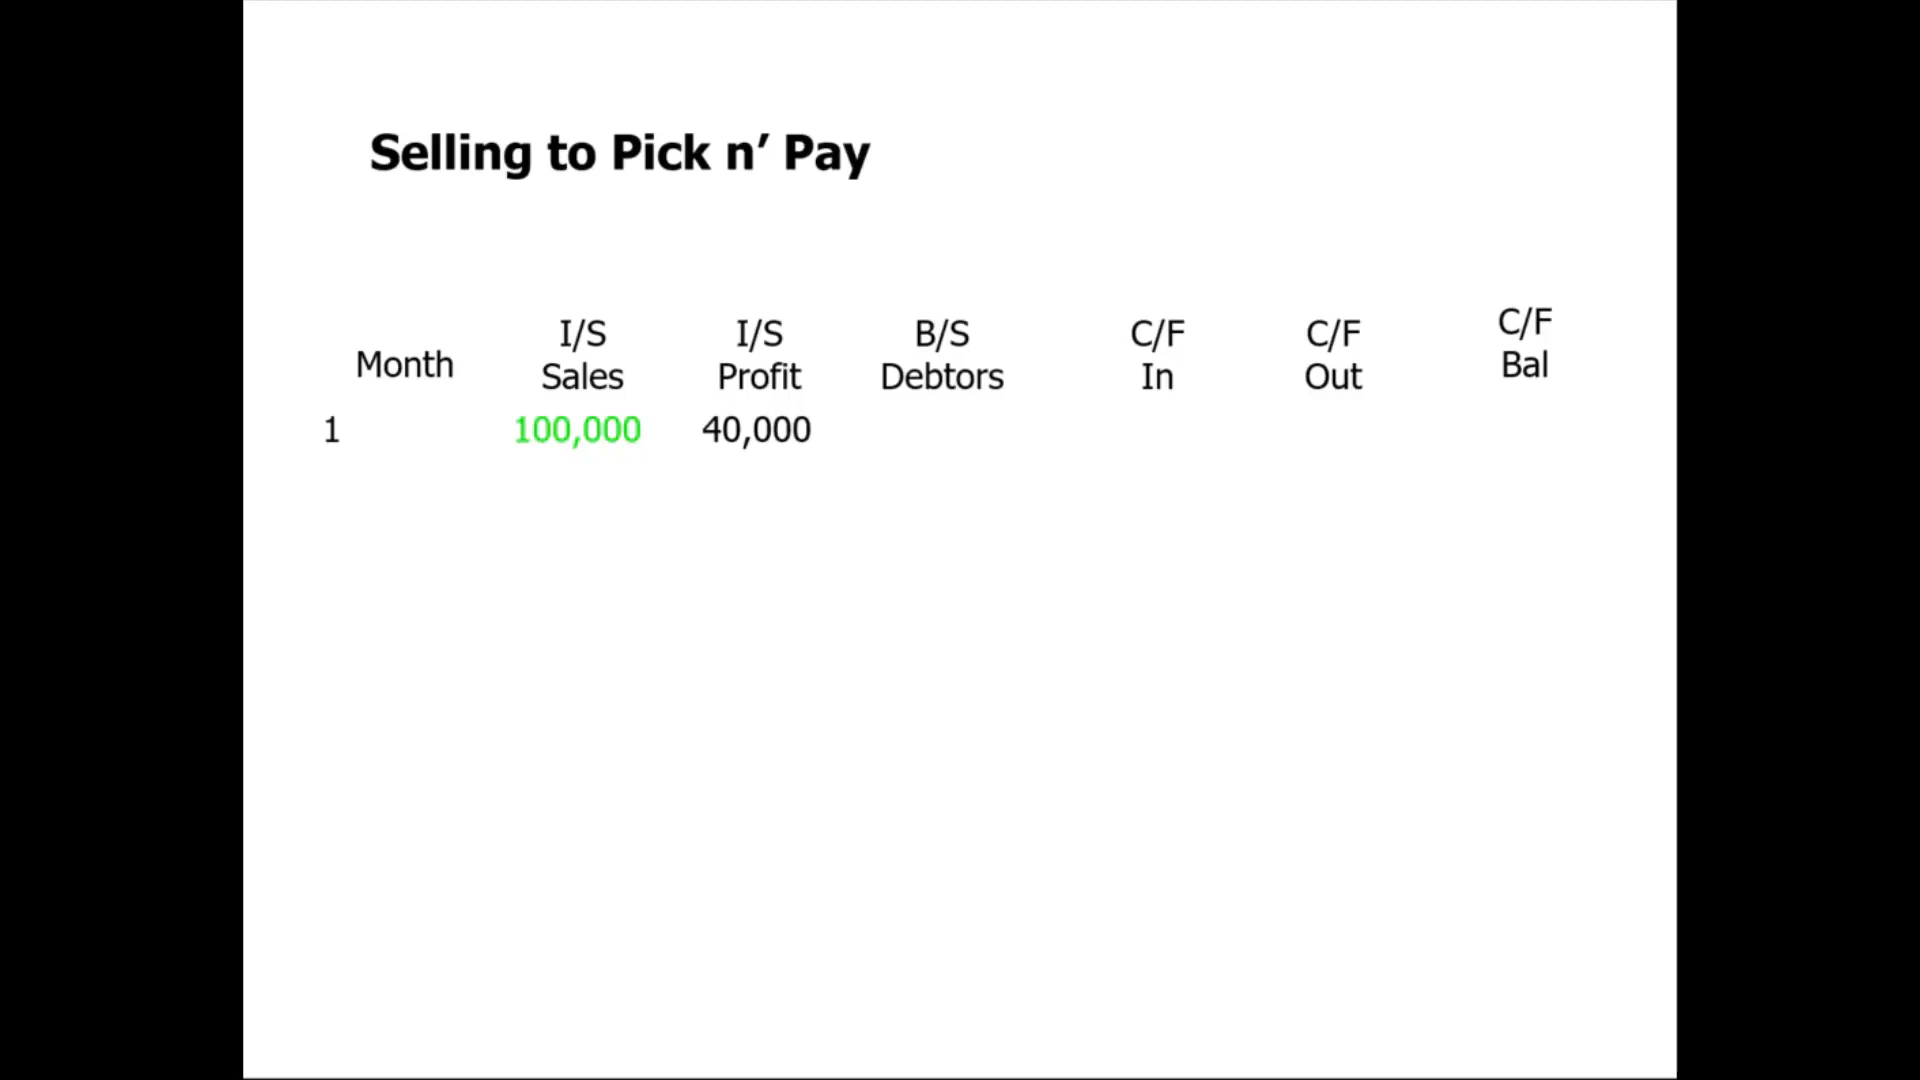 Selling to Pick n’ Pay
Month I/S Sales I/S Profit B/S Debtors C/F In C/F Out C/F Bal
1 100,000 40,000